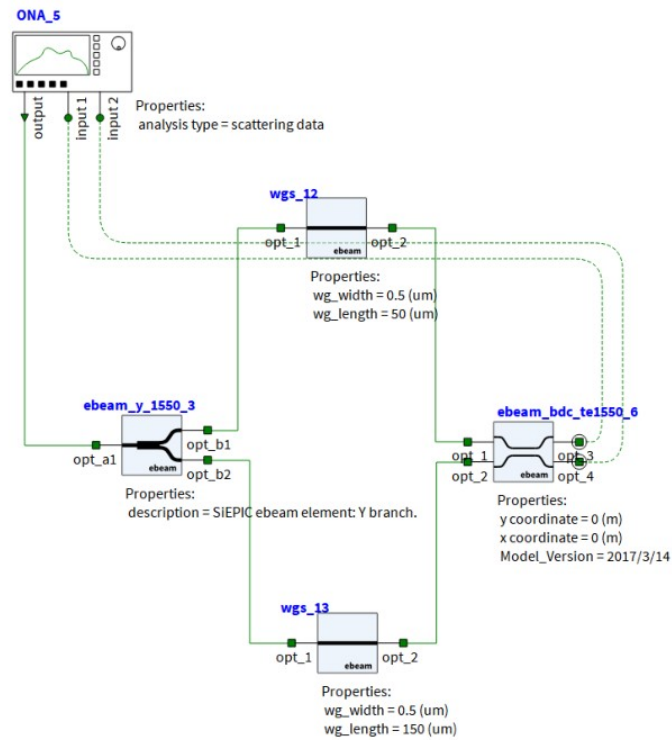 ONA_5
output
input 1
input 2
Properties:
analysis type = scattering data
wgs_12
opt_1
opt_2
ebeam
Properties:
wg_width = 0.5 (um)
wg_length = 50 (um)
ebeam_y_1550_3
opt_a1
opt_b1
opt_b2
ebeam
Properties:
description = SiEPIC ebeam element: Y branch.
ebeam_bdc_te1550_6
opt_1
opt_2
opt_3
opt_4
ebeam
Properties:
y coordinate = 0 (m)
x coordinate = 0 (m)
Model_Version = 2017/3/14
wgs_13
opt_1
opt_2
ebeam
Properties:
wg_width = 0.5 (um)
wg_length = 150 (um)